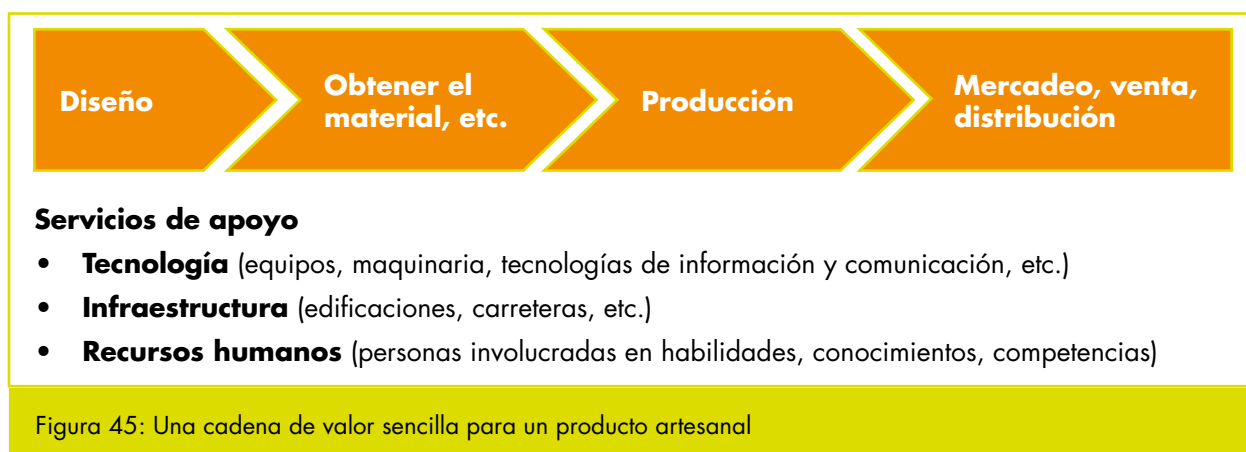 Diseño
Obtener el
material, etc.
Producción
Mercadeo, venta,
distribución
Servicios de apoyo
• Tecnología (equipos, maquinaria, tecnologías de información y comunicación, etc.)
• Infraestructura (edificaciones, carreteras, etc.)
• Recursos humanos (personas involucradas en habilidades, conocimientos, competencias)
Figura 45: Una cadena de valor sencilla para un producto artesanal